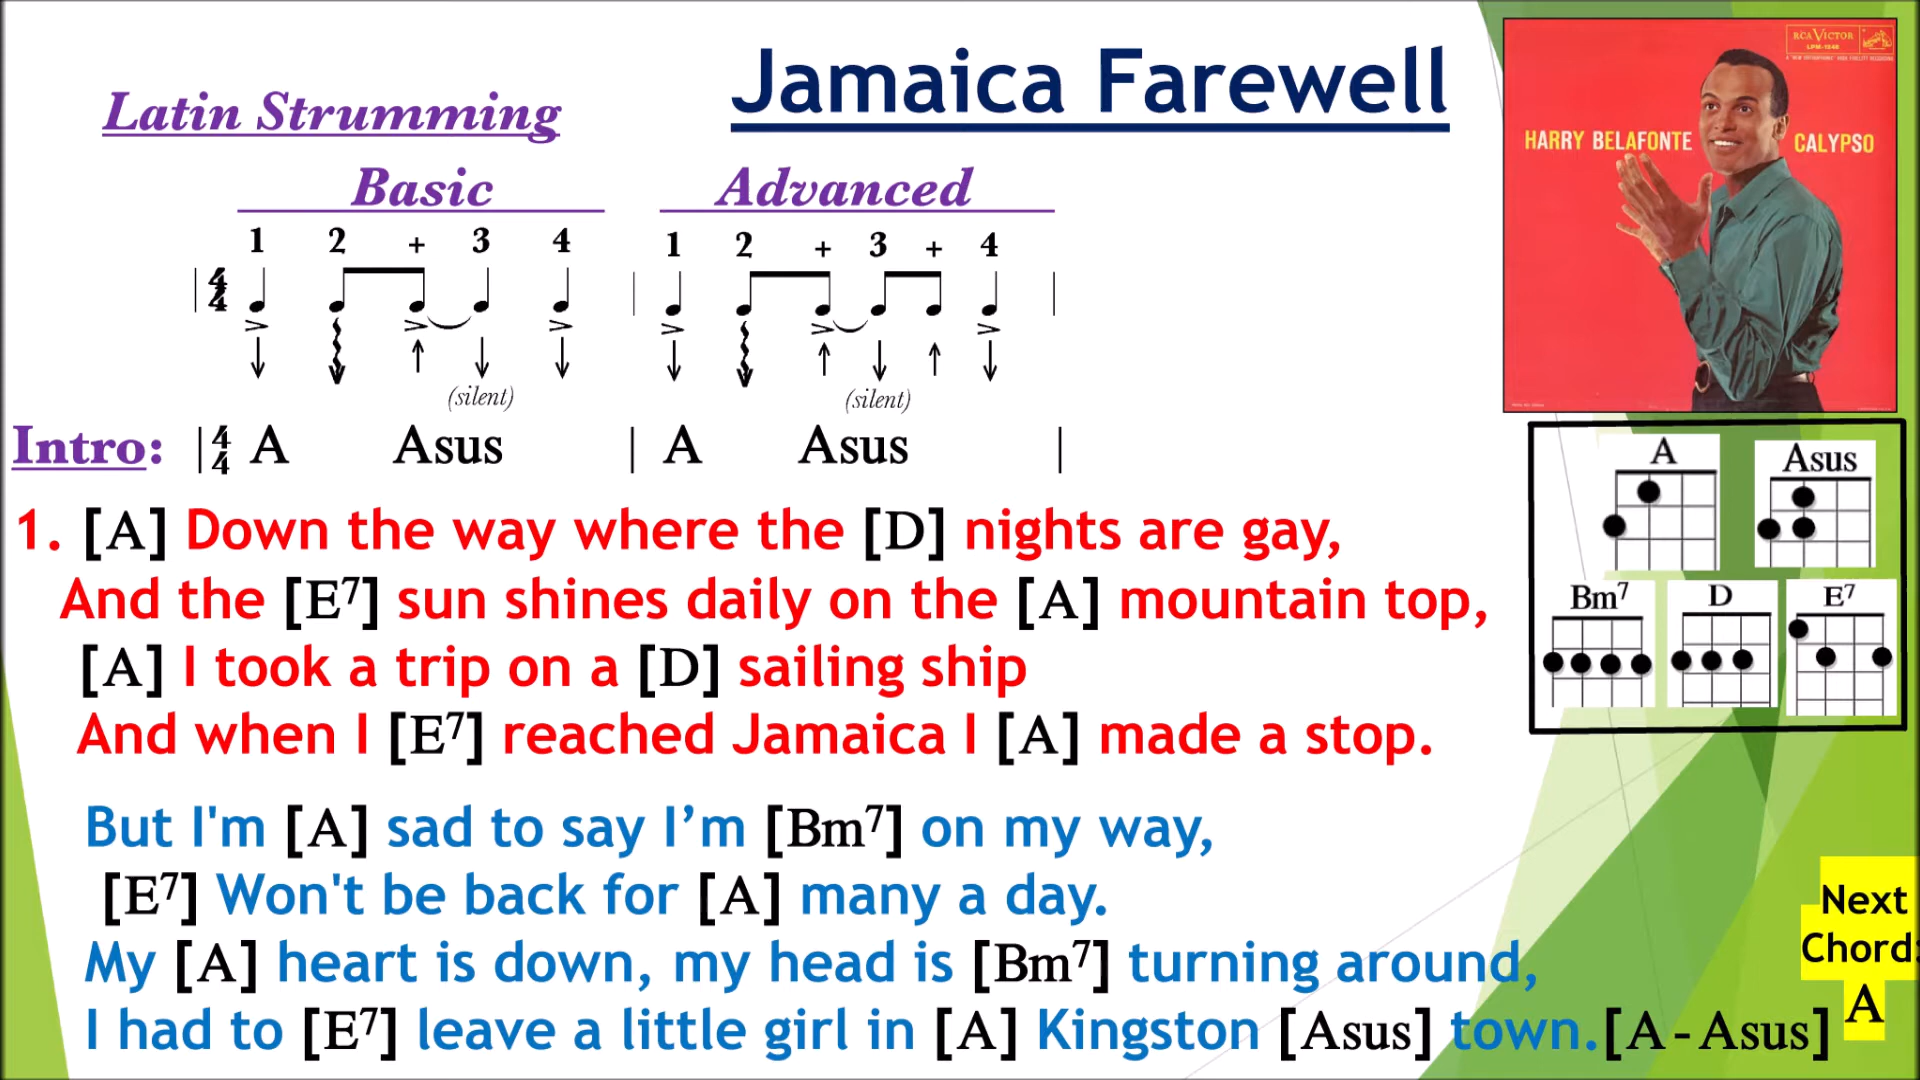 Jamaica Farewell
Latin Strumming
Basic
Advanced
1 2 + 3 4 1 2 + 3 + 4
4/4
(silent) (silent)
Intro: | 4/4 A Asus | A Asus |
1. [A] Down the way where the [D] nights are gay,
And the [E7] sun shines daily on the [A] mountain top,
[A] I took a trip on a [D] sailing ship
And when I [E7] reached Jamaica I [A] made a stop.
But I'm [A] sad to say I’m [Bm7] on my way,
[E7] Won't be back for [A] many a day.
My [A] heart is down, my head is [Bm7] turning around,
I had to [E7] leave a little girl in [A] Kingston [Asus] town.[A-Asus]
RCA VICTOR
LPM-1248
HARRY BELAFONTE CALYPSO
A Asus
Bm7 D E7
Next
Chord:
A